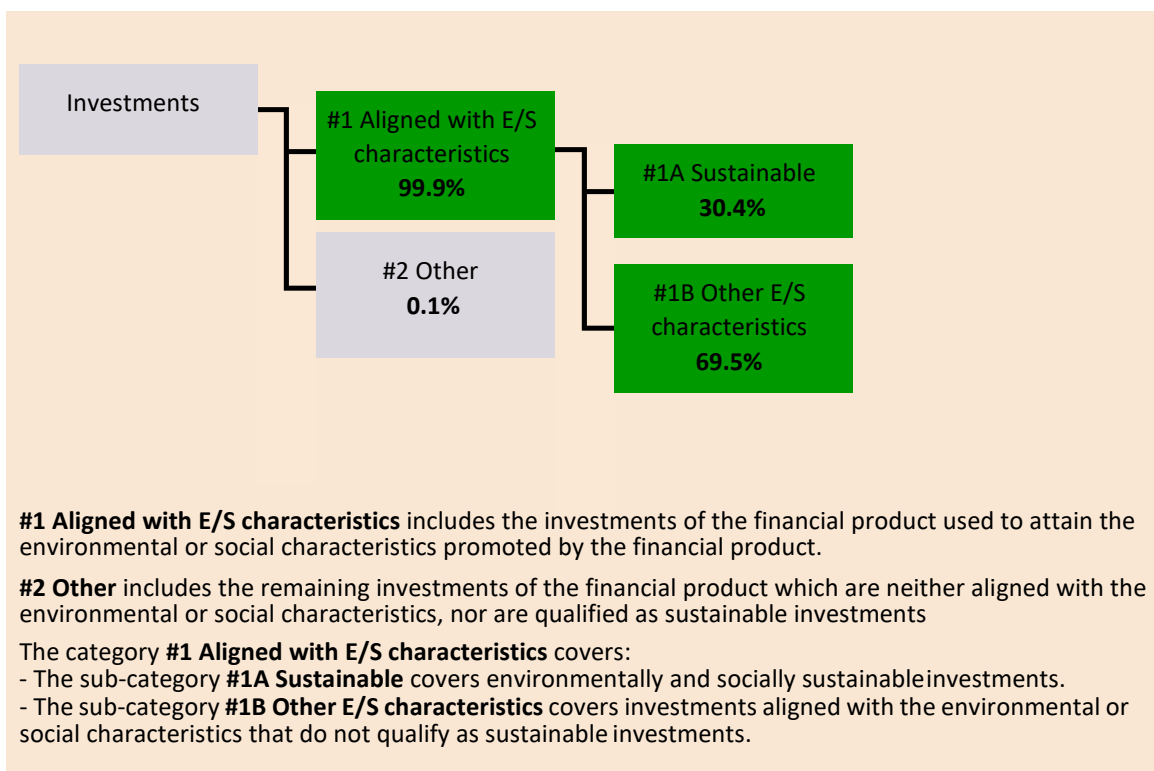 Investments
#1 Aligned with E/S
characteristics
99.9%
#2 Other
0.1%
#1A Sustainable
30.4%
#1B Other E/S
characteristics
69.5%
#1 Aligned with E/S characteristics includes the investments of the financial product used to attain the
environmental or social characteristics promoted by the financial product.
#2 Other includes the remaining investments of the financial product which are neither aligned with the
environmental or social characteristics, nor are qualified as sustainable investments
The category #1 Aligned with E/S characteristics covers:
- The sub-category #1A Sustainable covers environmentally and socially sustainable investments.
- The sub-category #1B Other E/S characteristics covers investments aligned with the environmental or
social characteristics that do not qualify as sustainable investments.